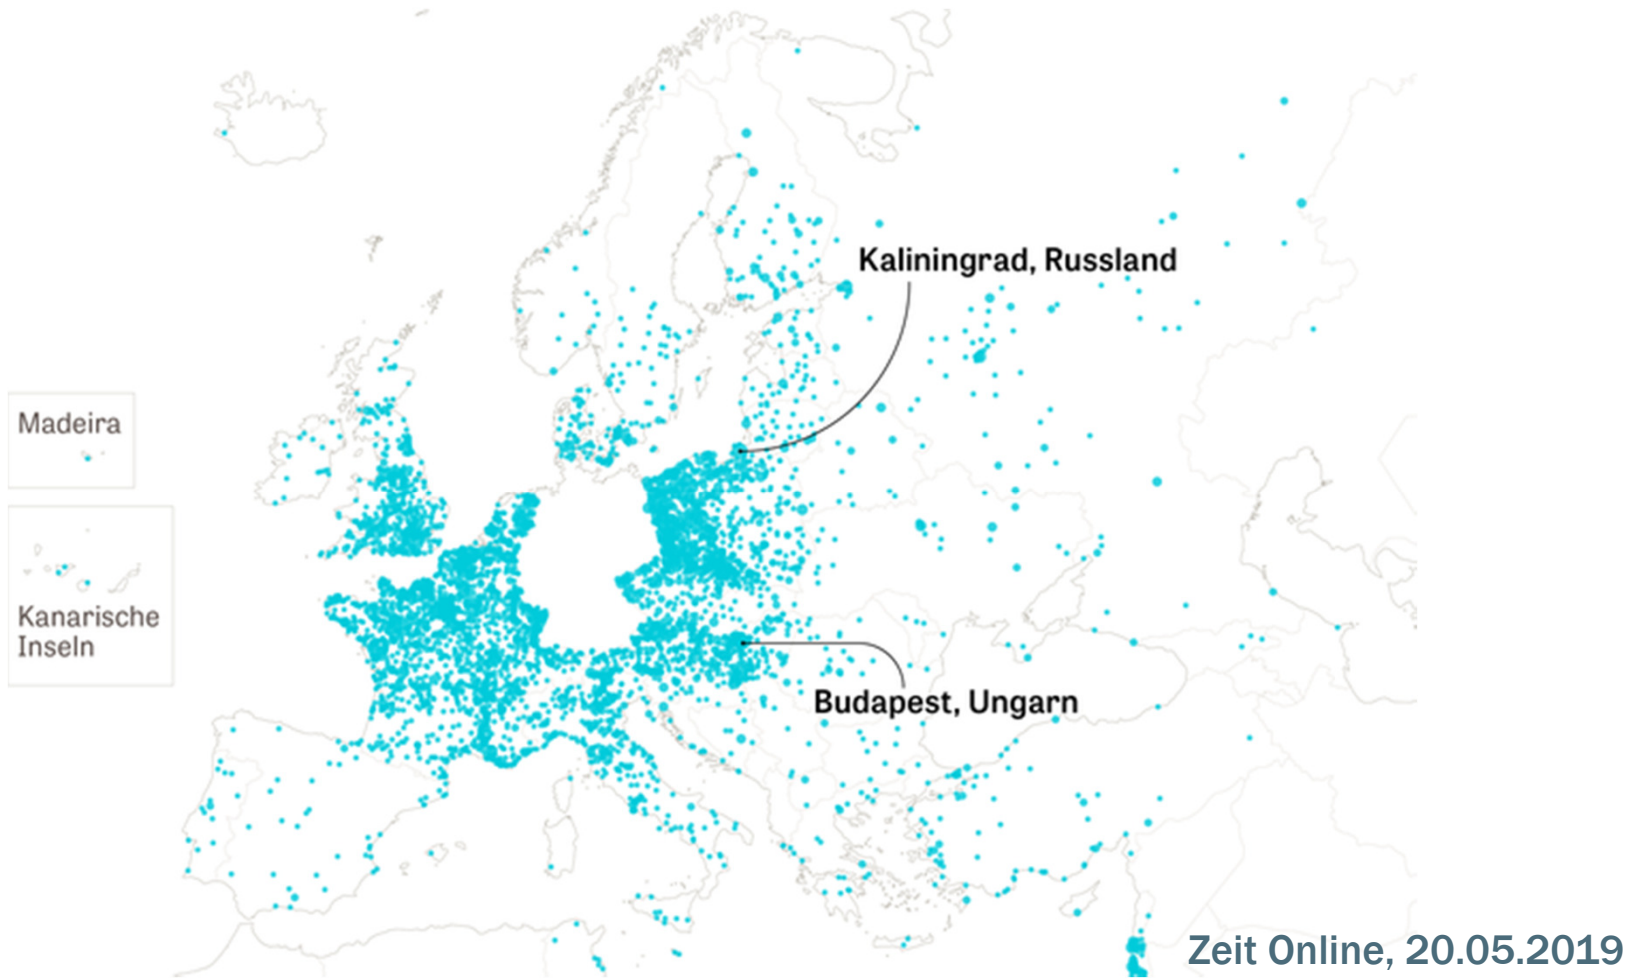 Kaliningrad, Russland
Madeira
Kanarische
Inseln
Budapest, Ungarn
Zeit Online, 20.05.2019